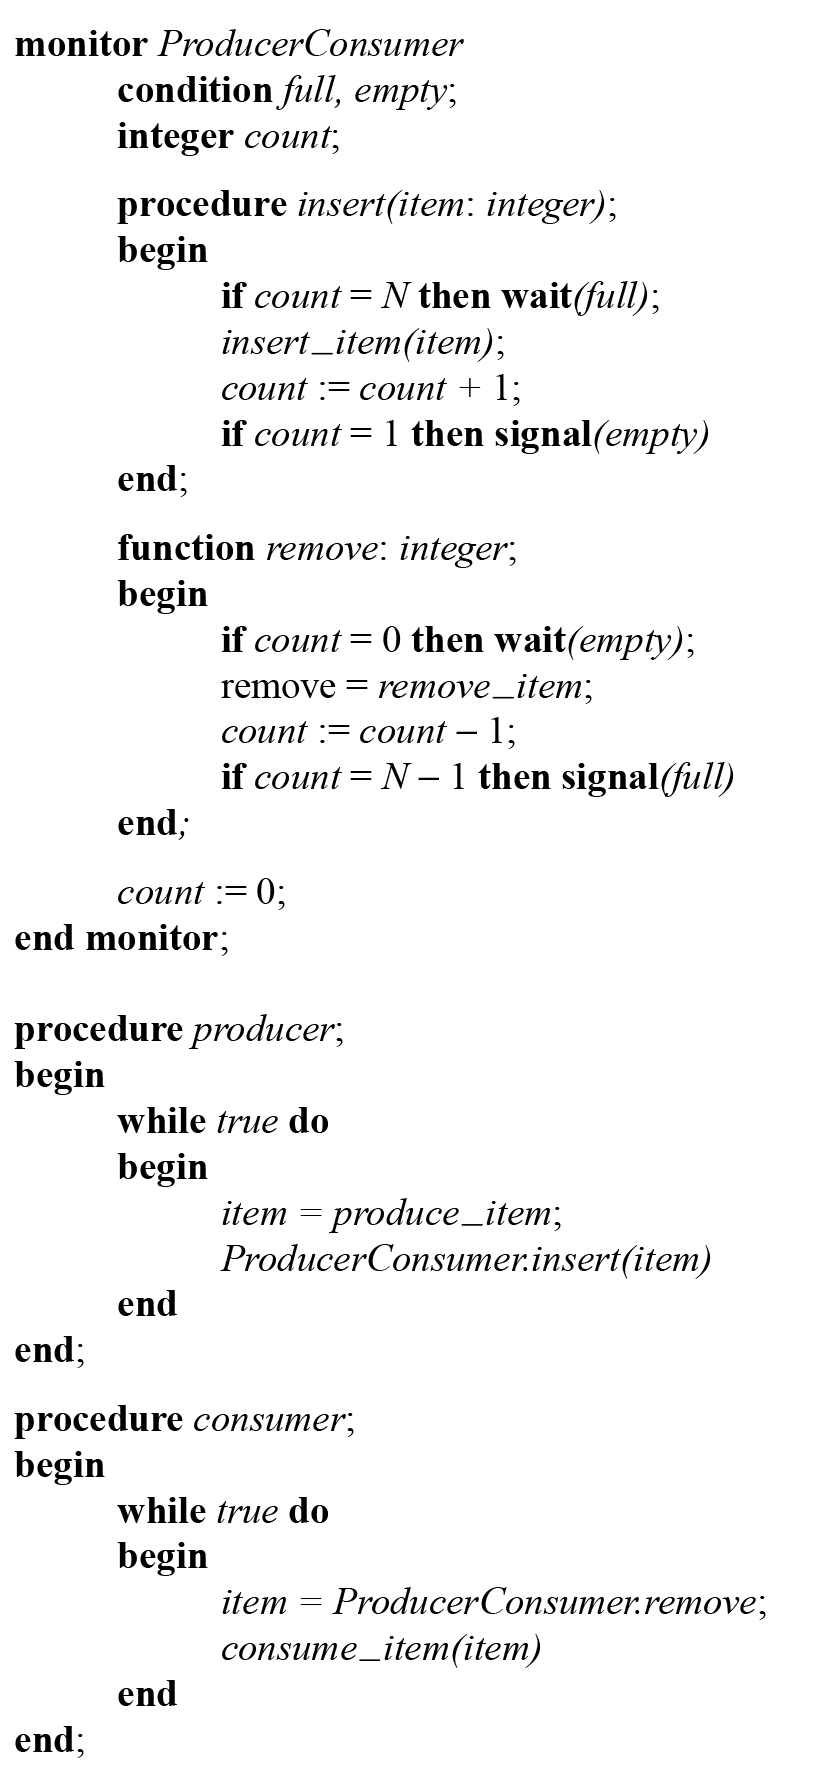 monitor ProducerConsumer
condition full, empty;
integer count;
procedure insert(item: integer);
begin
if count = N then wait(full);
insert_item(item);
count := count + 1;
if count = 1 then signal(empty)
end;
function remove: integer;
begin
if count = 0 then wait(empty);
remove = remove_item;
count := count – 1;
if count = N – 1 then signal(full)
end;
count := 0;
end monitor;
procedure producer;
begin
while true do
begin
item = produce_item;
ProducerConsumer.insert(item)
end
end;
procedure consumer;
begin
while true do
begin
item = ProducerConsumer.remove;
consume_item(item)
end
end;